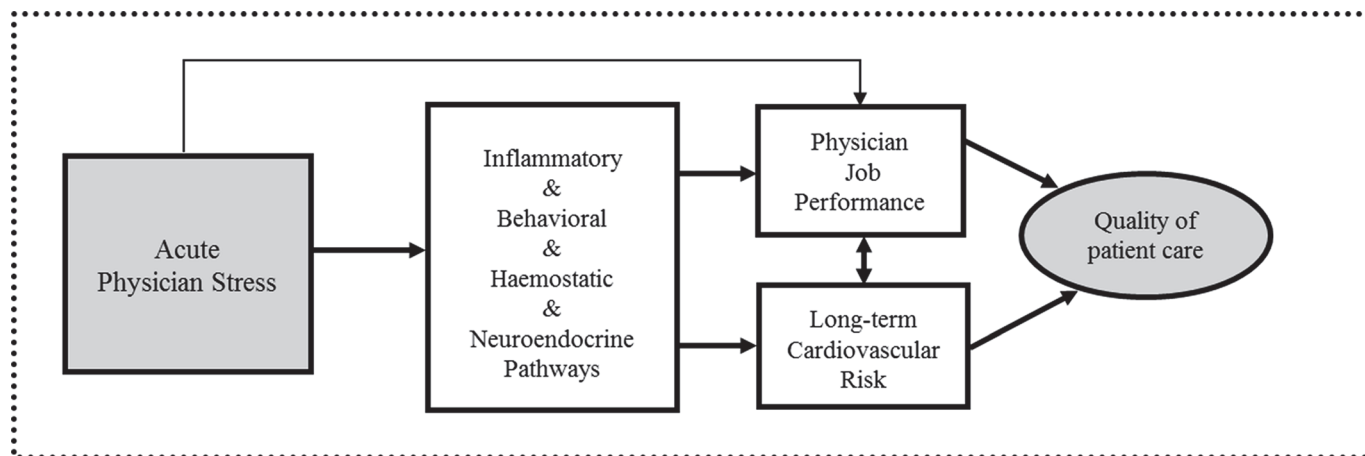 Acute
Physician Stress
Inflammatory
&
Behavioral
&
Haemostatic
&
Neuroendocrine
Pathways
Physician
Job
Performance
Long-term
Cardiovascular
Risk
Quality of
patient care